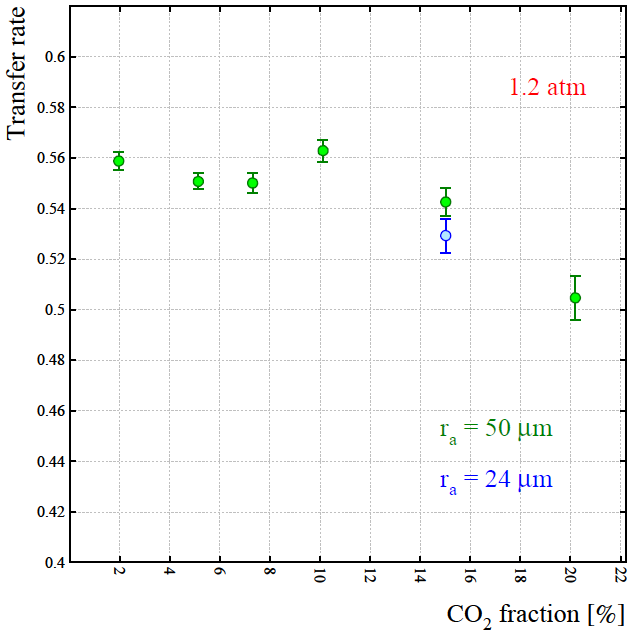 Transfer rate
0.6
0.58
0.56
0.54
0.52
0.5
0.48
0.46
0.44
0.42
0.4
1.2 atm
rₐ = 50 μm
rₐ = 24 μm
2 4 6 8 10 12 14 16 18 20 22
CO₂ fraction [%]